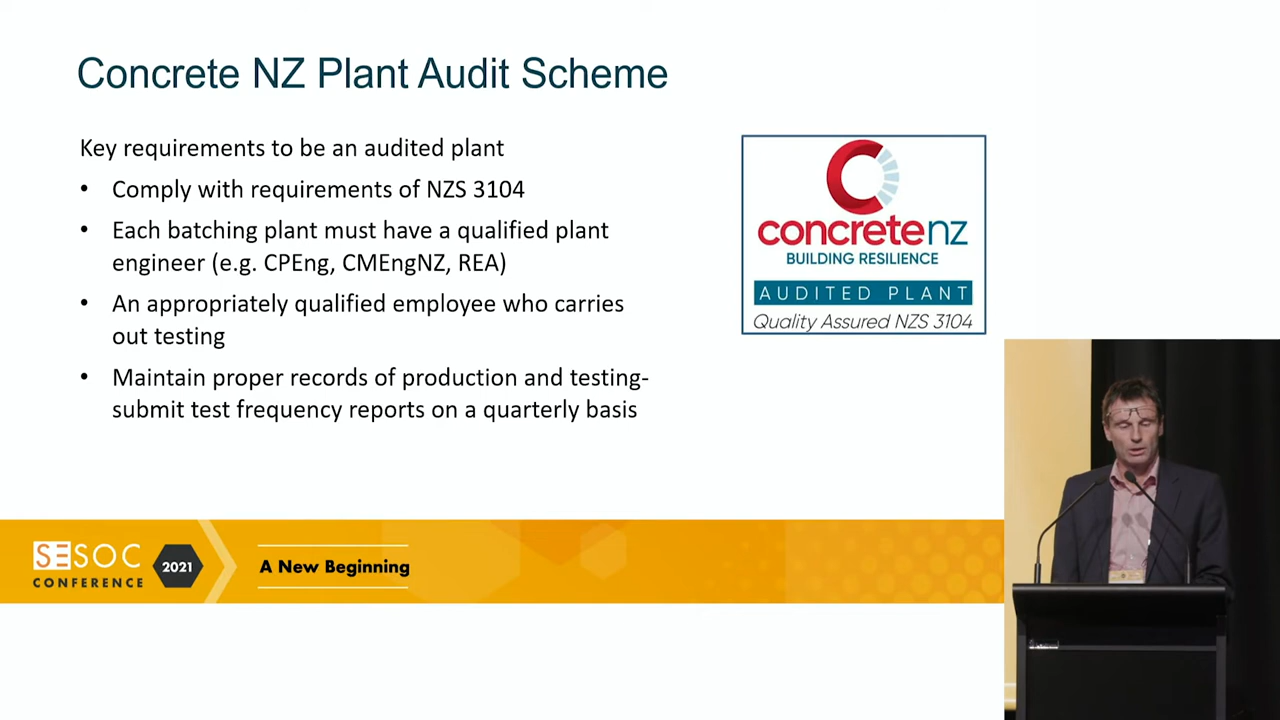 Concrete NZ Plant Audit Scheme
Key requirements to be an audited plant
• Comply with requirements of NZS 3104
• Each batching plant must have a qualified plant
engineer (e.g. CPEng, CMEngNZ, REA)
• An appropriately qualified employee who carries
out testing
• Maintain proper records of production and testing-
submit test frequency reports on a quarterly basis
concretenz
BUILDING RESILIENCE
AUDITED PLANT
Quality Assured NZS 3104
SESOC
CONFERENCE
2021
A New Beginning